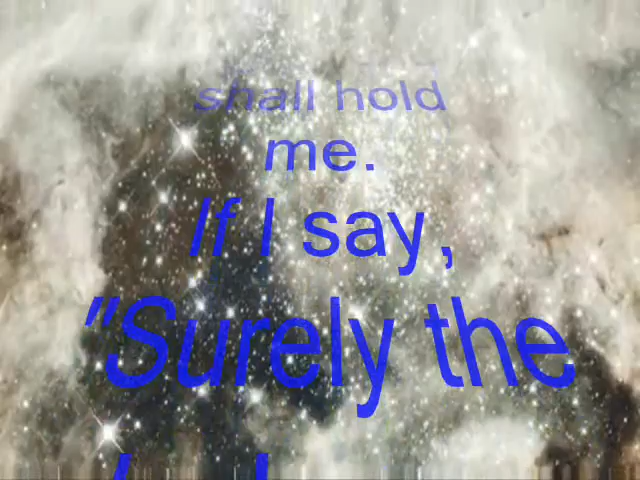 shall hold
me.
If I say,
"Surely the